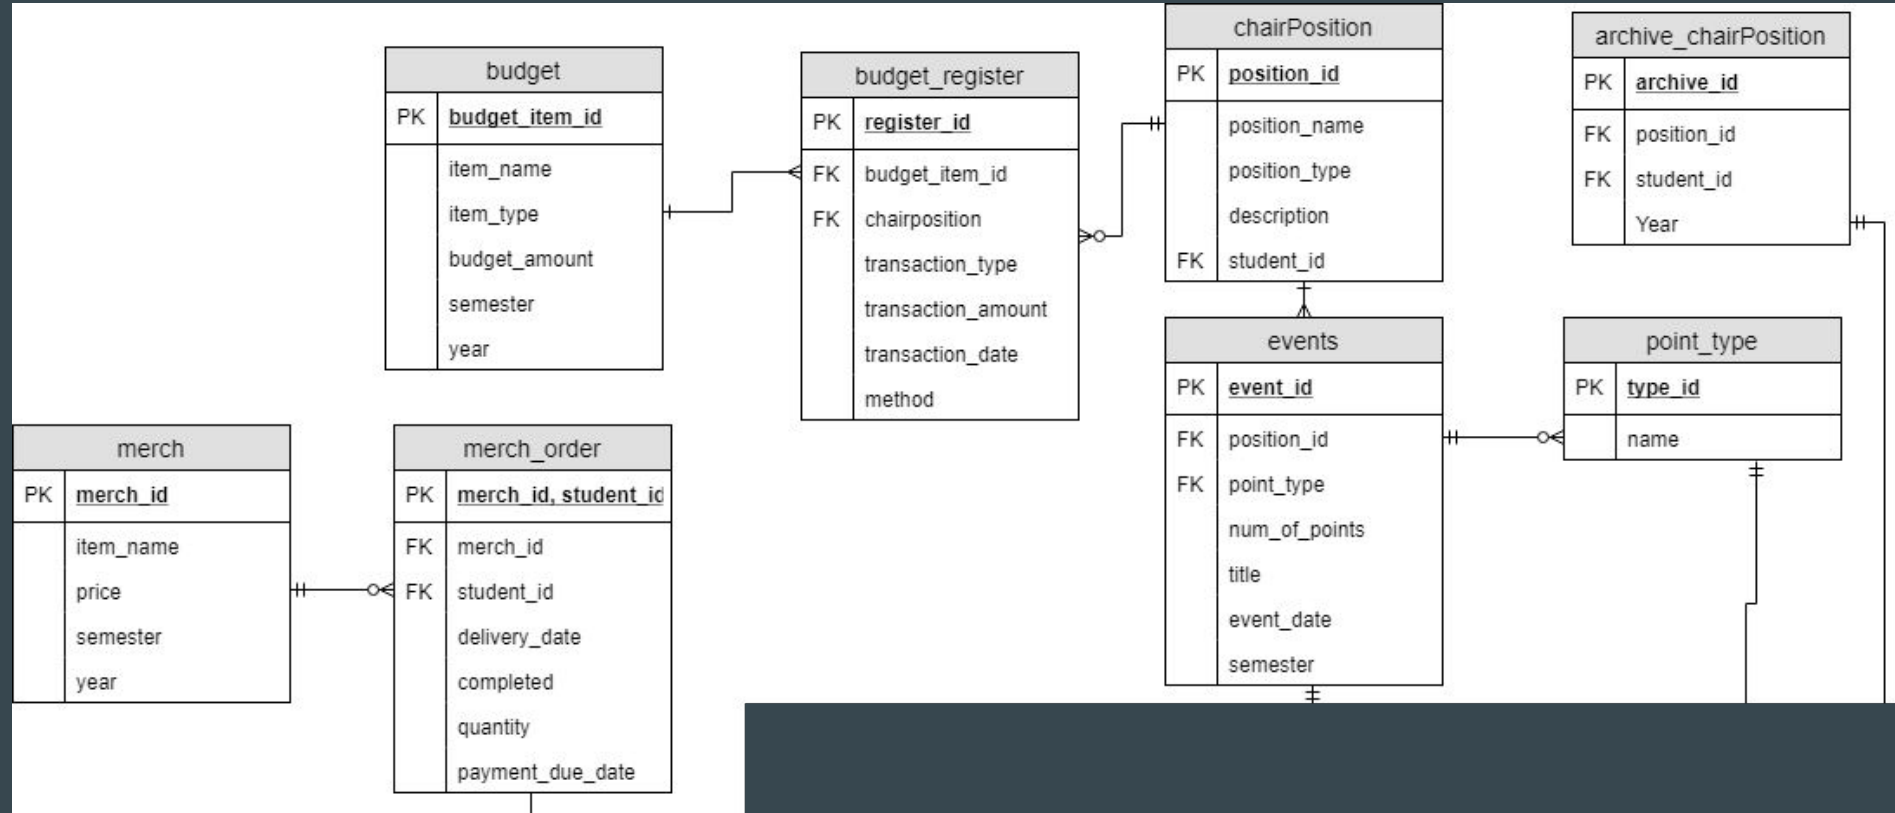 budget
PK budget_item_id
item_name
item_type
budget_amount
semester
year
budget_register
PK register_id
FK budget_item_id
FK chairposition
transaction_type
transaction_amount
transaction_date
method
chairPosition
PK position_id
position_name
position_type
description
FK student_id
archive_chairPosition
PK archive_id
FK position_id
FK student_id
Year
events
PK event_id
FK position_id
FK point_type
num_of_points
title
event_date
semester
point_type
PK type_id
name
merch
PK merch_id
item_name
price
semester
year
merch_order
PK merch_id, student_id
FK merch_id
FK student_id
delivery_date
completed
quantity
payment_due_date